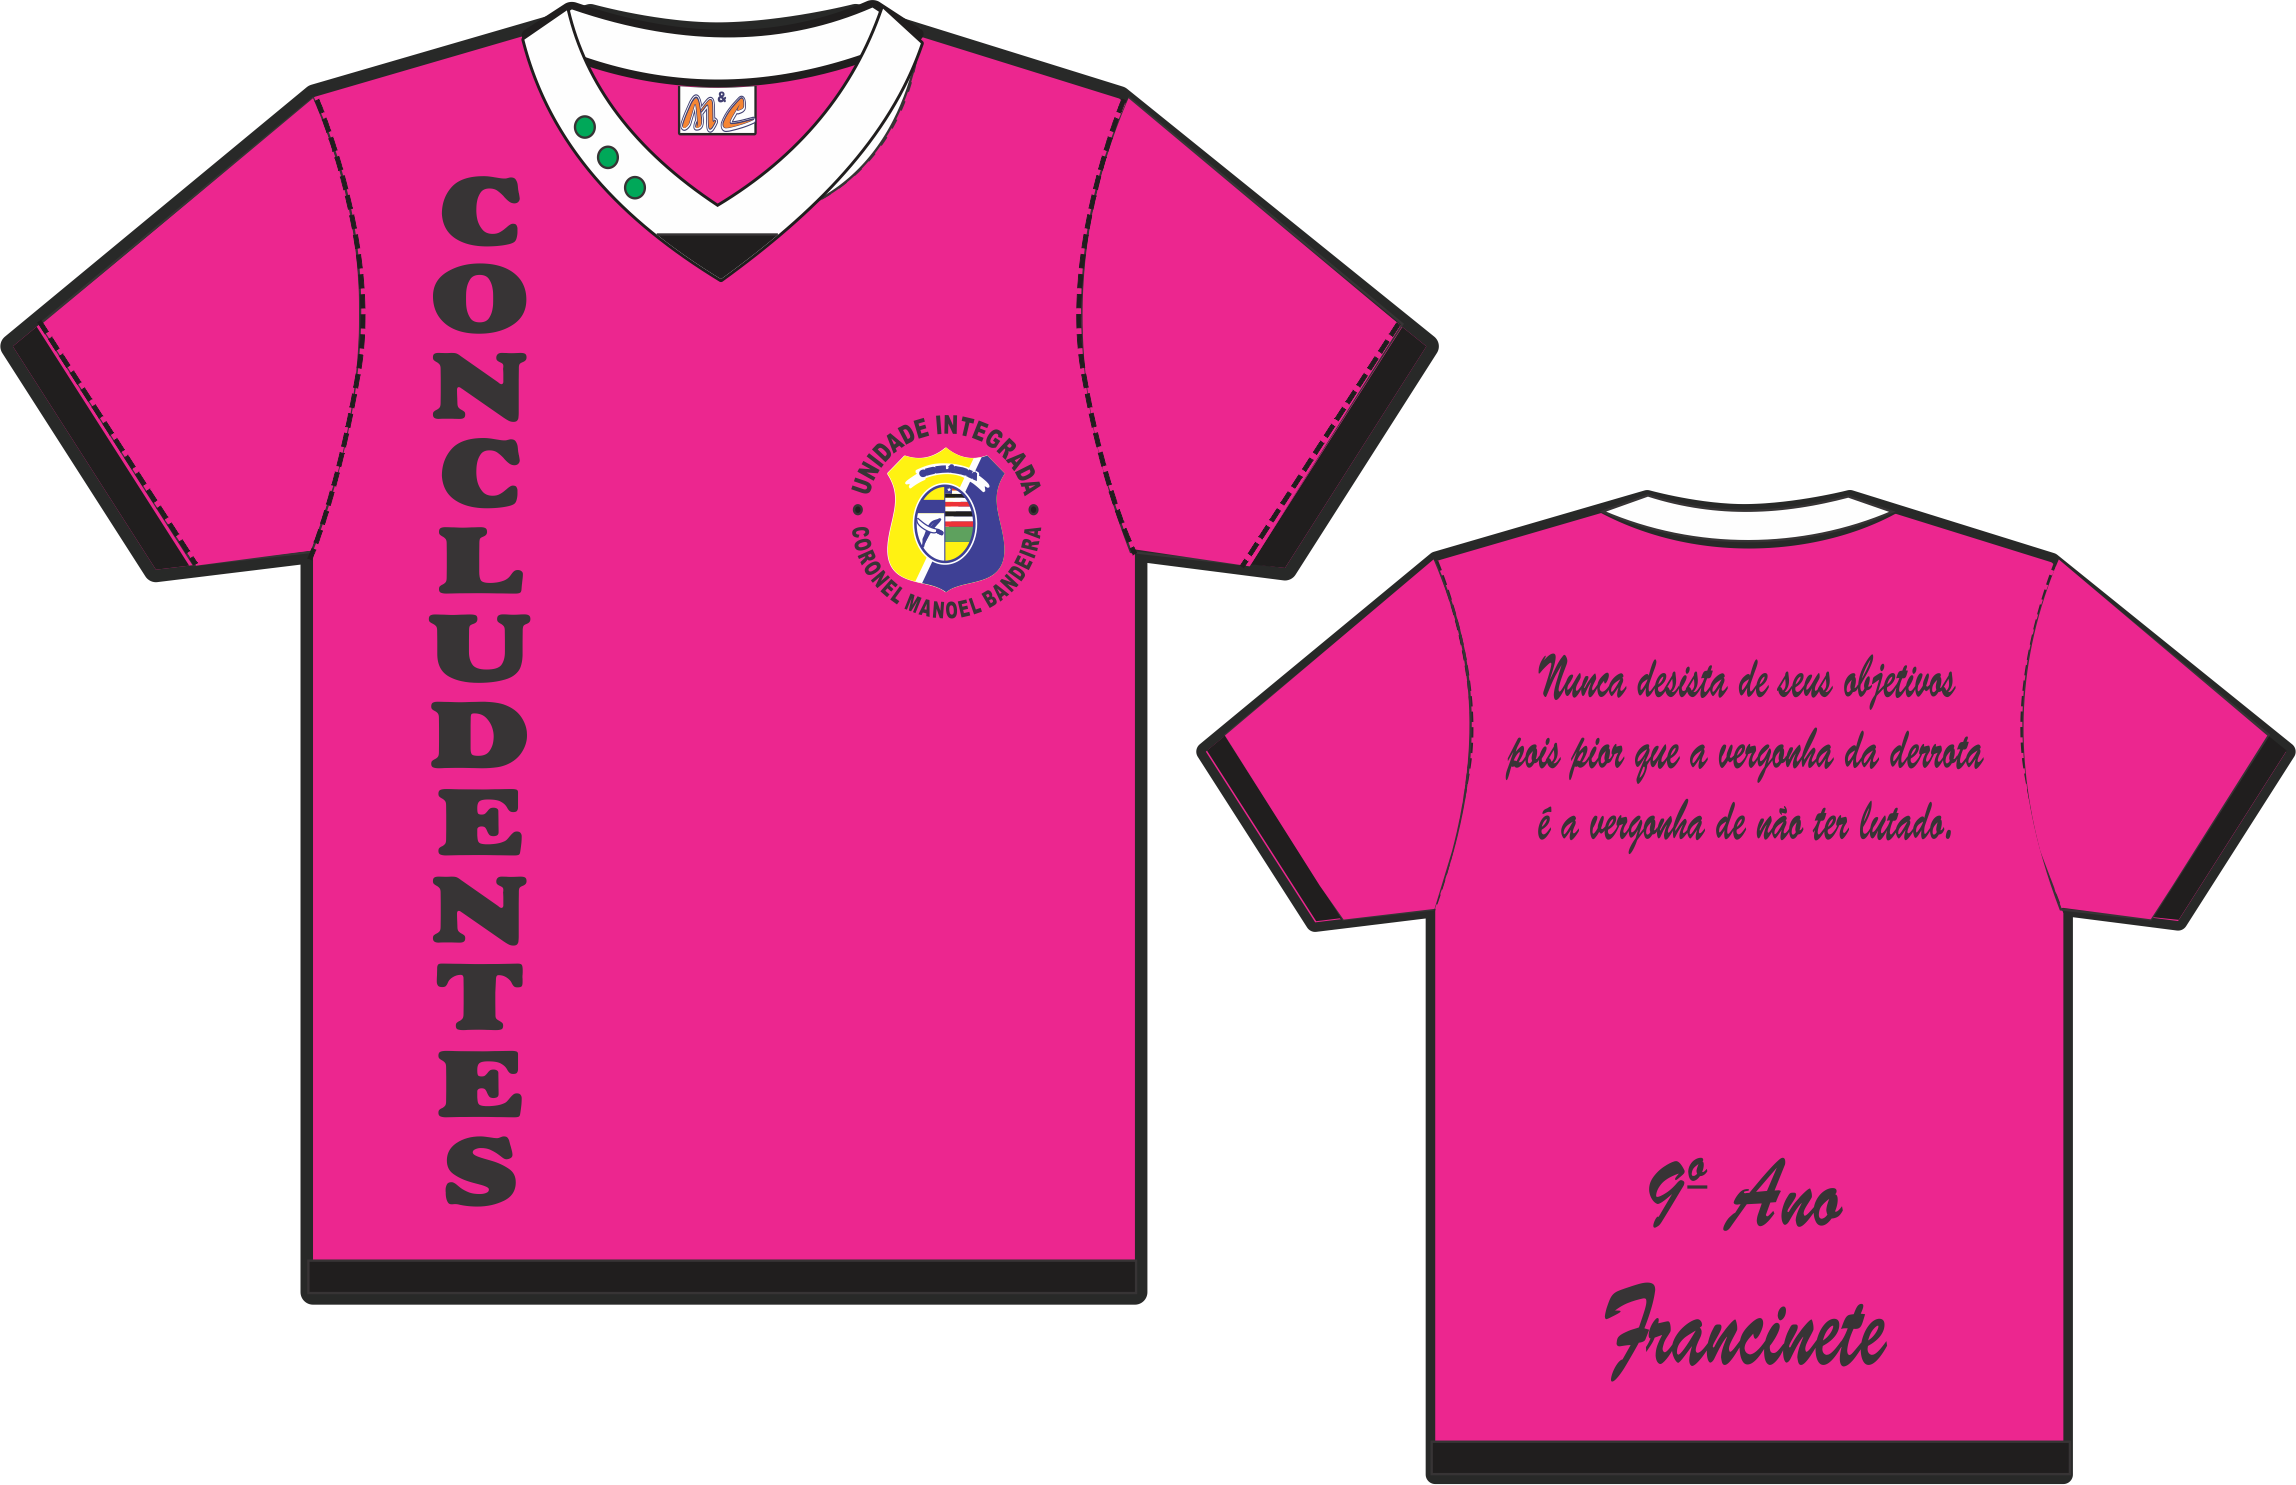 M&C
CONCLUDENTES
UNIDADE INTEGRADA
CORONEL MANOEL BANDEIRA
Nunca desista de seus objetivos
pois pior que a vergonha da derrota
é a vergonha de não ter lutado.
9º Ano
Francinete